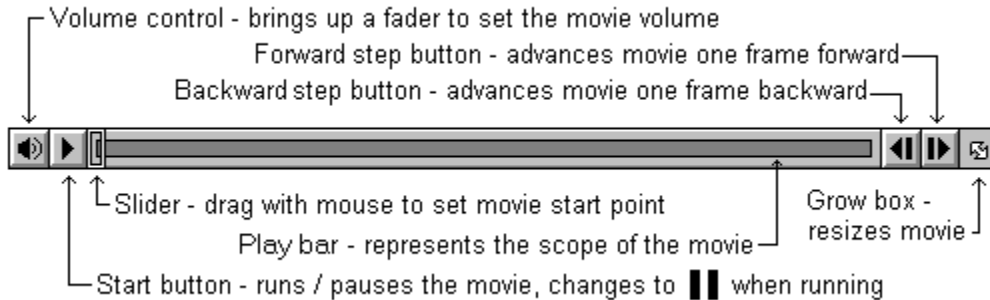 Volume control - brings up a fader to set the movie volume
Forward step button - advances movie one frame forward
Backward step button - advances movie one frame backward
Slider - drag with mouse to set movie start point
Grow box -
resizes movie
Play bar - represents the scope of the movie
Start button - runs / pauses the movie, changes to when running